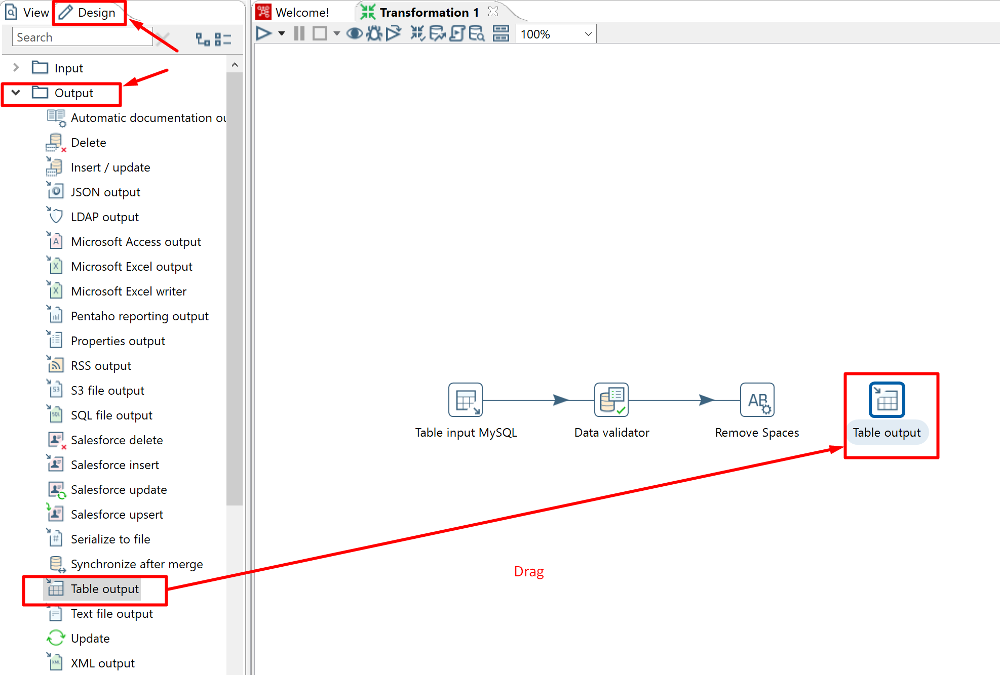 View
Design
Welcome!
Transformation 1
Search
100%
Input
Output
Automatic documentation ou
Delete
Insert / update
JSON output
LDAP output
Microsoft Access output
Microsoft Excel output
Microsoft Excel writer
Pentaho reporting output
Properties output
RSS output
S3 file output
SQL file output
Salesforce delete
Salesforce insert
Salesforce update
Salesforce upsert
Serialize to file
Synchronize after merge
Table output
Text file output
Update
XML output
AB
Table input MySQL
Data validator
Remove Spaces
Table output
Drag